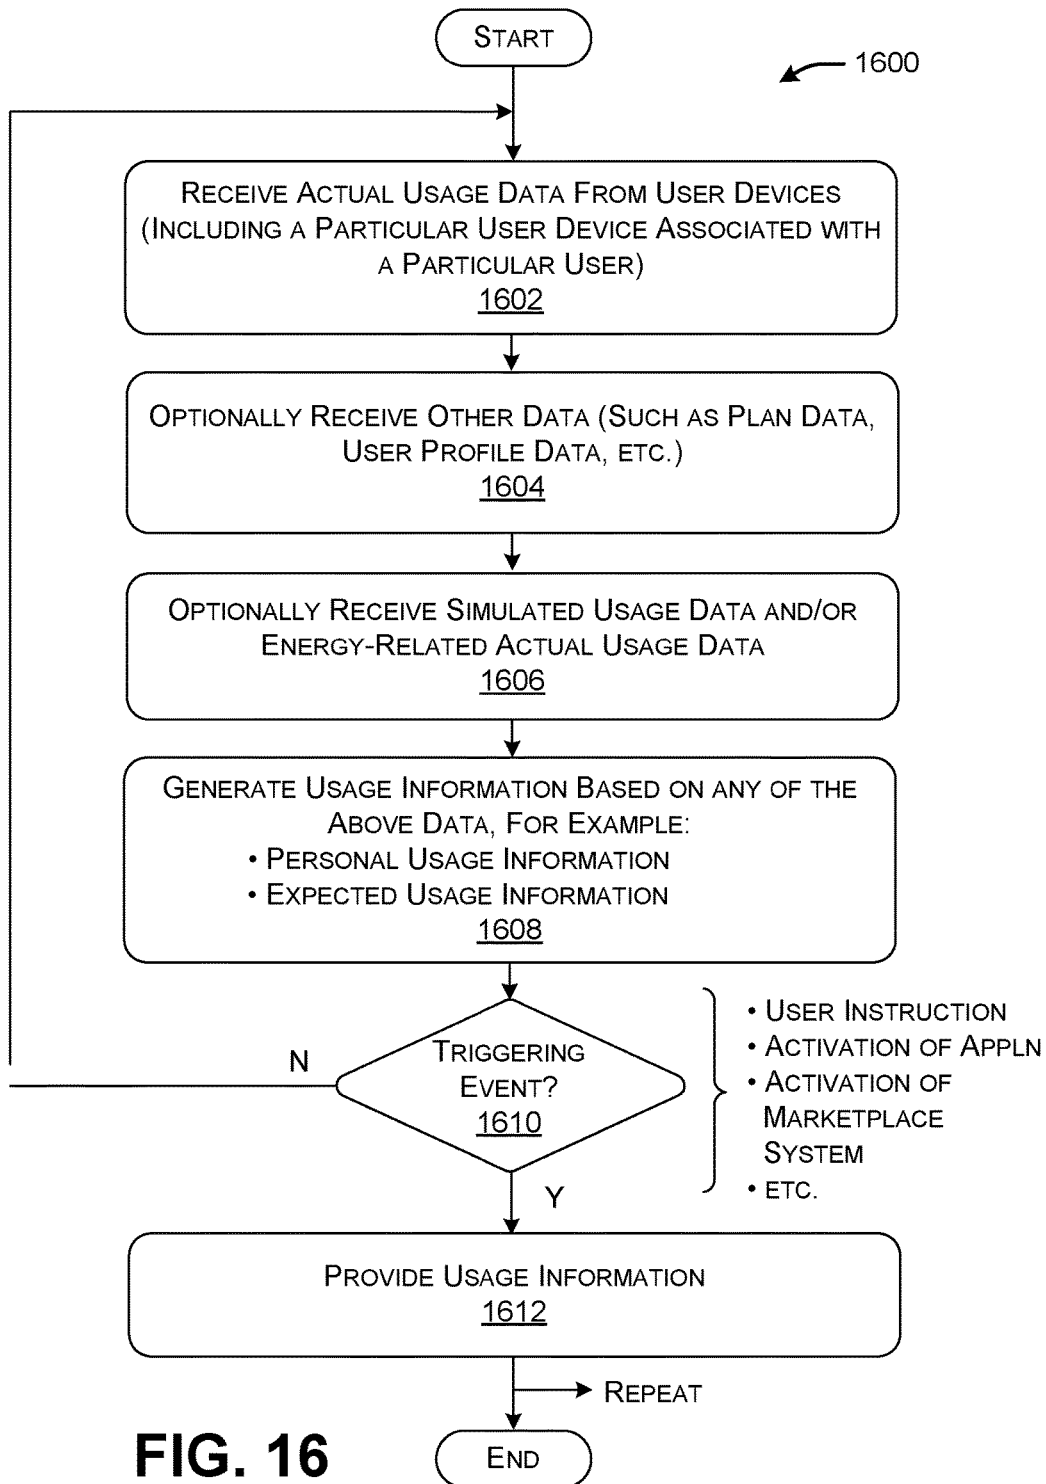 START
1600
RECEIVE ACTUAL USAGE DATA FROM USER DEVICES
(INCLUDING A PARTICULAR USER DEVICE ASSOCIATED WITH
A PARTICULAR USER)
1602
OPTIONALLY RECEIVE OTHER DATA (SUCH AS PLAN DATA,
USER PROFILE DATA, ETC.)
1604
OPTIONALLY RECEIVE SIMULATED USAGE DATA AND/OR
ENERGY-RELATED ACTUAL USAGE DATA
1606
GENERATE USAGE INFORMATION BASED ON ANY OF THE
ABOVE DATA, FOR EXAMPLE:
• PERSONAL USAGE INFORMATION
• EXPECTED USAGE INFORMATION
1608
N
TRIGGERING
EVENT?
1610
• USER INSTRUCTION
• ACTIVATION OF APPLN
• ACTIVATION OF
MARKETPLACE
SYSTEM
• ETC.
Y
PROVIDE USAGE INFORMATION
1612
REPEAT
END
FIG. 16